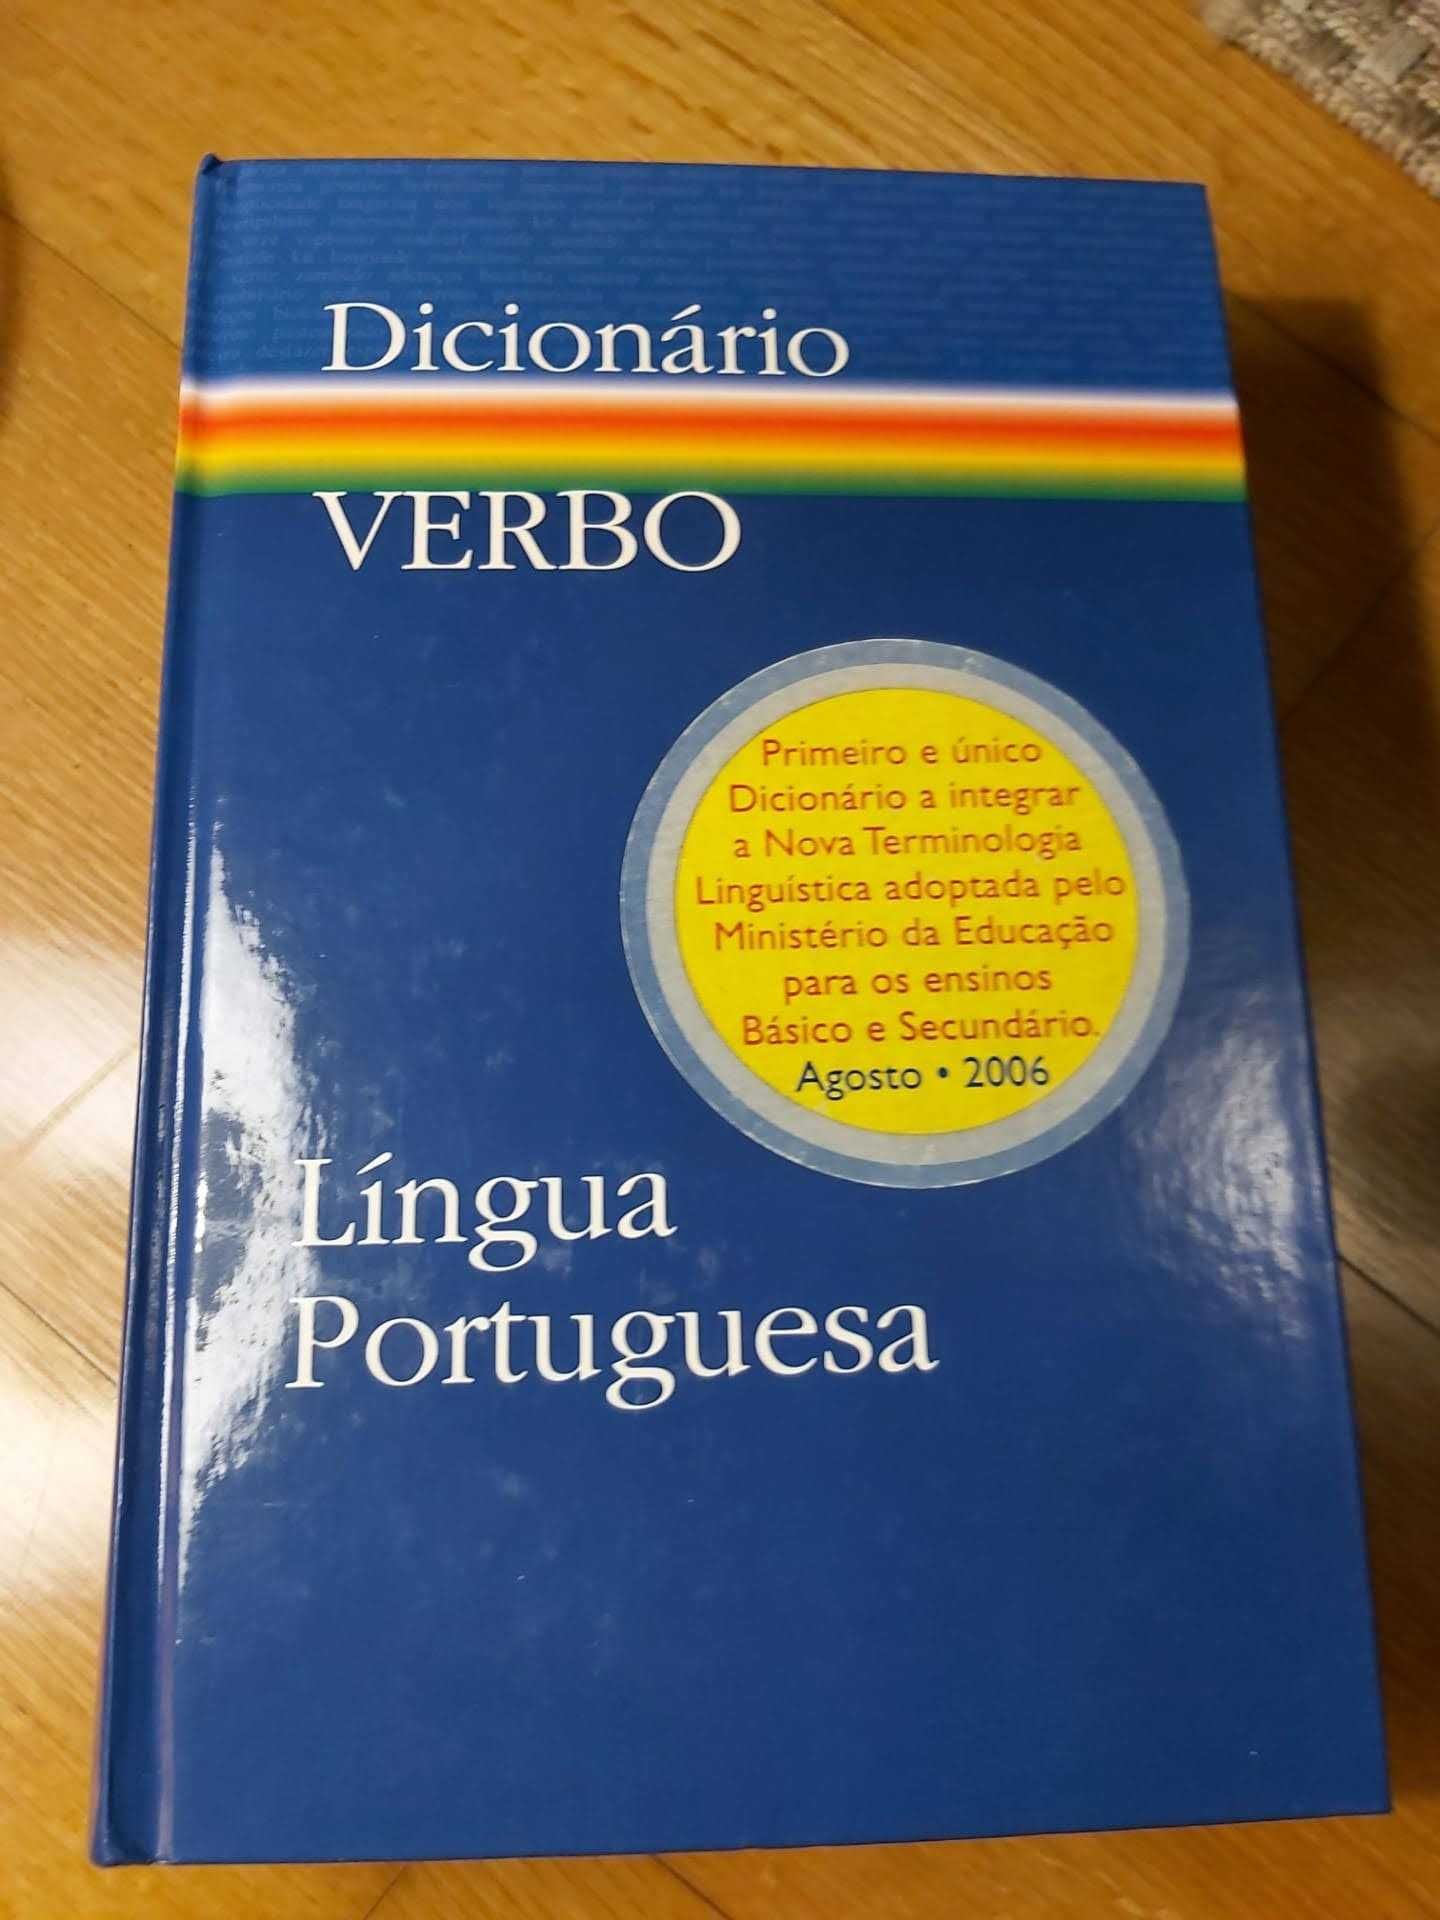 Dicionário
VERBO
Primeiro e único
Dicionário a integrar
a Nova Terminologia
Linguística adoptada pelo
Ministério da Educação
para os ensinos
Básico e Secundário.
Agosto • 2006
Língua
Portuguesa